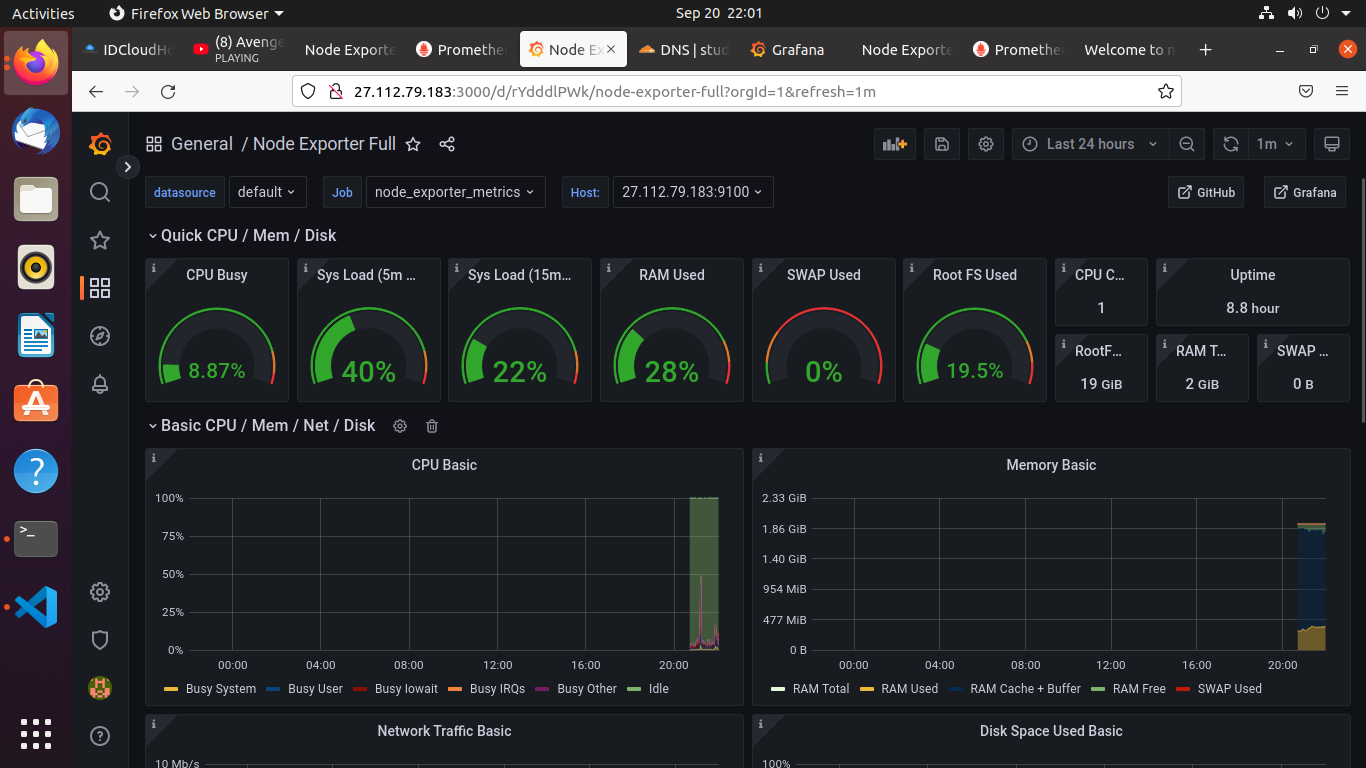 Activities
Firefox Web Browser
Sep 20 22:01
IDCloudHo
(8) Avenge
PLAYING
Node Exporte
Promethe
Node Ex
DNS | stud
Grafana
Node Exporte
Promethe
Welcome to n
27.112.79.183:3000/d/rYdddlPWk/node-exporter-full?orgId=1&refresh=1m
General / Node Exporter Full
Last 24 hours
1m
datasource
default
Job
node_exporter_metrics
Host:
27.112.79.183:9100
GitHub
Grafana
Quick CPU / Mem / Disk
CPU Busy
8.87%
Sys Load (5m ...
40%
Sys Load (15m...
22%
RAM Used
28%
SWAP Used
0%
Root FS Used
19.5%
CPU C...
1
Uptime
8.8 hour
RootF...
19 GiB
RAM T...
2 GiB
SWAP ...
0 B
Basic CPU / Mem / Net / Disk
CPU Basic
100%
75%
50%
25%
0%
00:00 04:00 08:00 12:00 16:00 20:00
Busy System Busy User Busy Iowait Busy IRQs Busy Other Idle
Memory Basic
2.33 GiB
1.86 GiB
1.40 GiB
954 MiB
477 MiB
0 B
00:00 04:00 08:00 12:00 16:00 20:00
RAM Total RAM Used RAM Cache + Buffer RAM Free SWAP Used
Network Traffic Basic
10 Mb/s
Disk Space Used Basic
100%